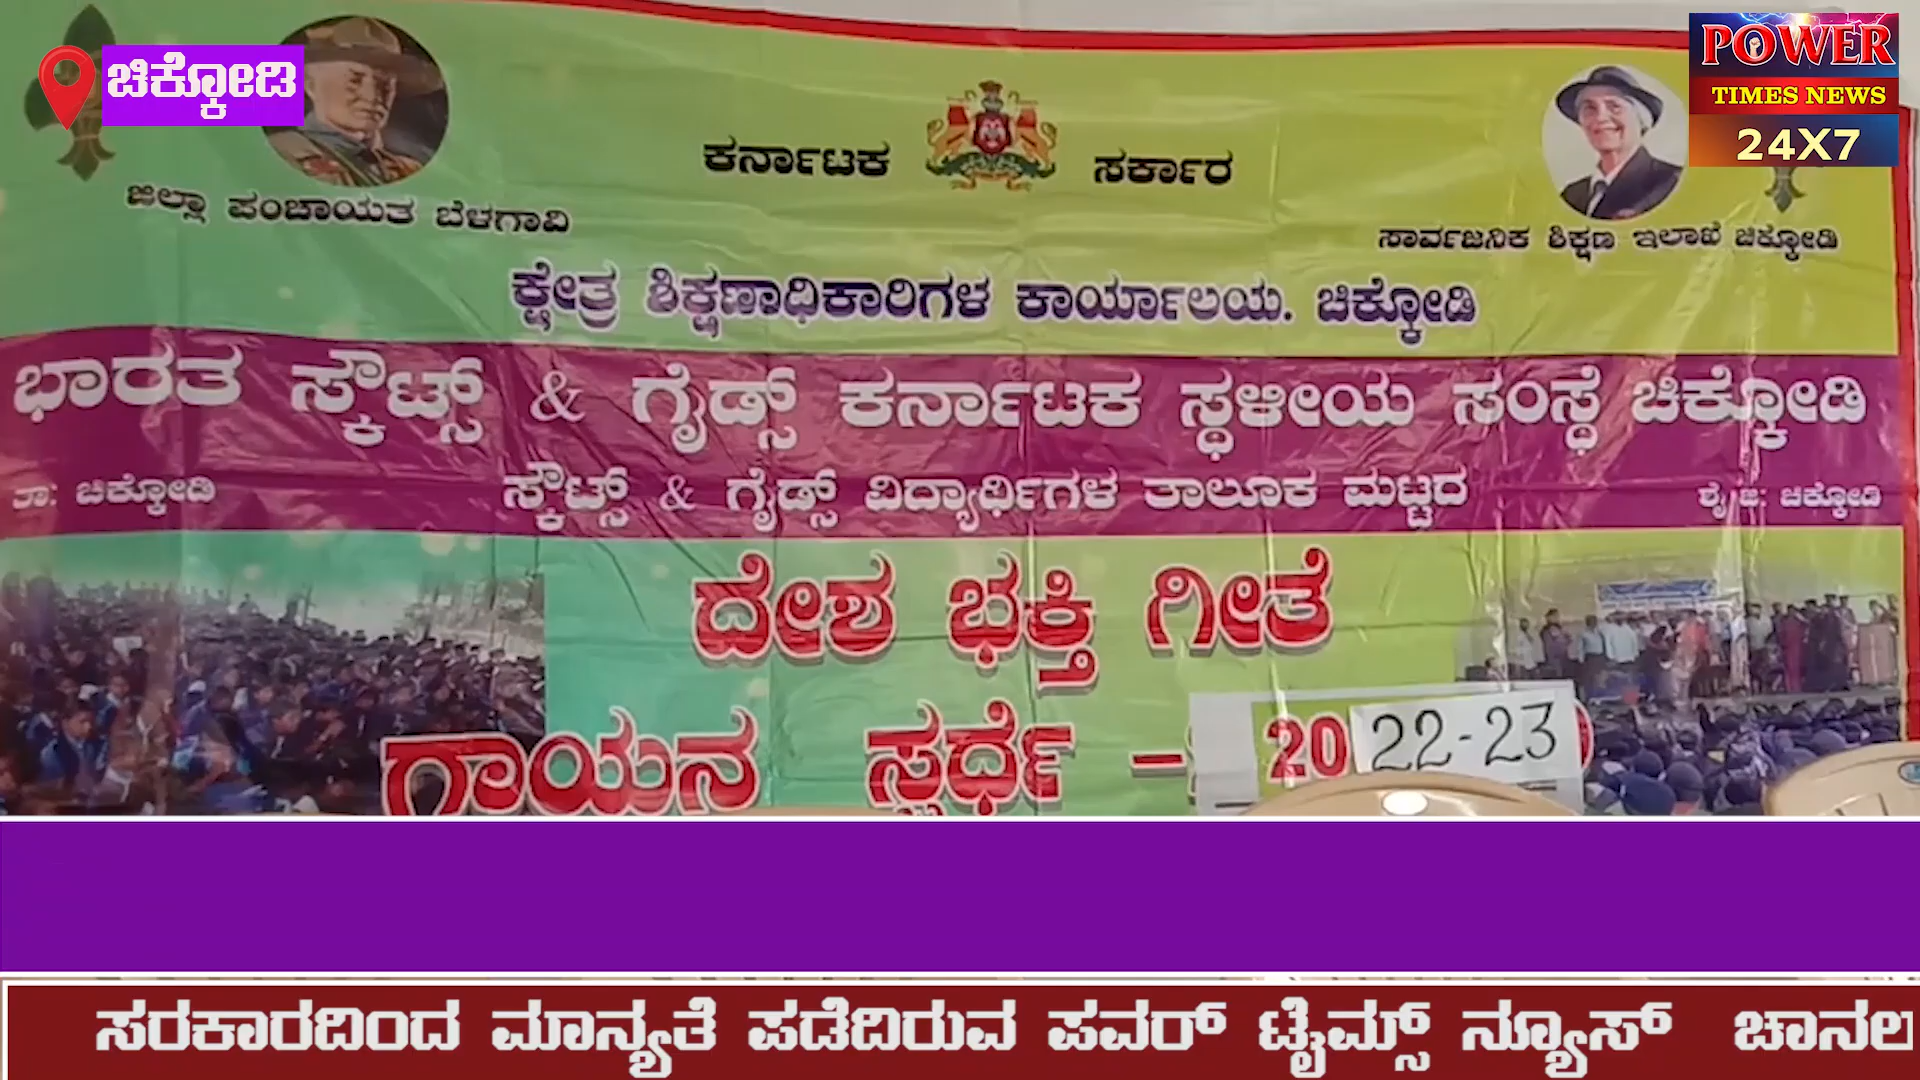 ಚಿಕ್ಕೋಡಿ
POWER
TIMES NEWS
24X7
ಕರ್ನಾಟಕ ಸರ್ಕಾರ
ಜಿಲ್ಲಾ ಪಂಚಾಯತ ಬೆಳಗಾವಿ
ಸಾರ್ವಜನಿಕ ಶಿಕ್ಷಣ ಇಲಾಖೆ ಚಿಕ್ಕೋಡಿ
ಕ್ಷೇತ್ರ ಶಿಕ್ಷಣಾಧಿಕಾರಿಗಳ ಕಾರ್ಯಾಲಯ. ಚಿಕ್ಕೋಡಿ
ಭಾರತ ಸ್ಕೌಟ್ಸ್ & ಗೈಡ್ಸ್ ಕರ್ನಾಟಕ ಸ್ಥಳೀಯ ಸಂಸ್ಥೆ ಚಿಕ್ಕೋಡಿ
ತಾ: ಚಿಕ್ಕೋಡಿ ಸ್ಕೌಟ್ಸ್ & ಗೈಡ್ಸ್ ವಿದ್ಯಾರ್ಥಿಗಳ ತಾಲೂಕ ಮಟ್ಟದ ಶೈ.ಜಿ: ಚಿಕ್ಕೋಡಿ
ದೇಶ ಭಕ್ತಿ ಗೀತೆ
ಗಾಯನ ಸ್ಪರ್ಧೆ - 2022-23
ಸರಕಾರದಿಂದ ಮಾನ್ಯತೆ ಪಡೆದಿರುವ ಪವರ್ ಟೈಮ್ಸ್ ನ್ಯೂಸ್ ಚಾನಲ